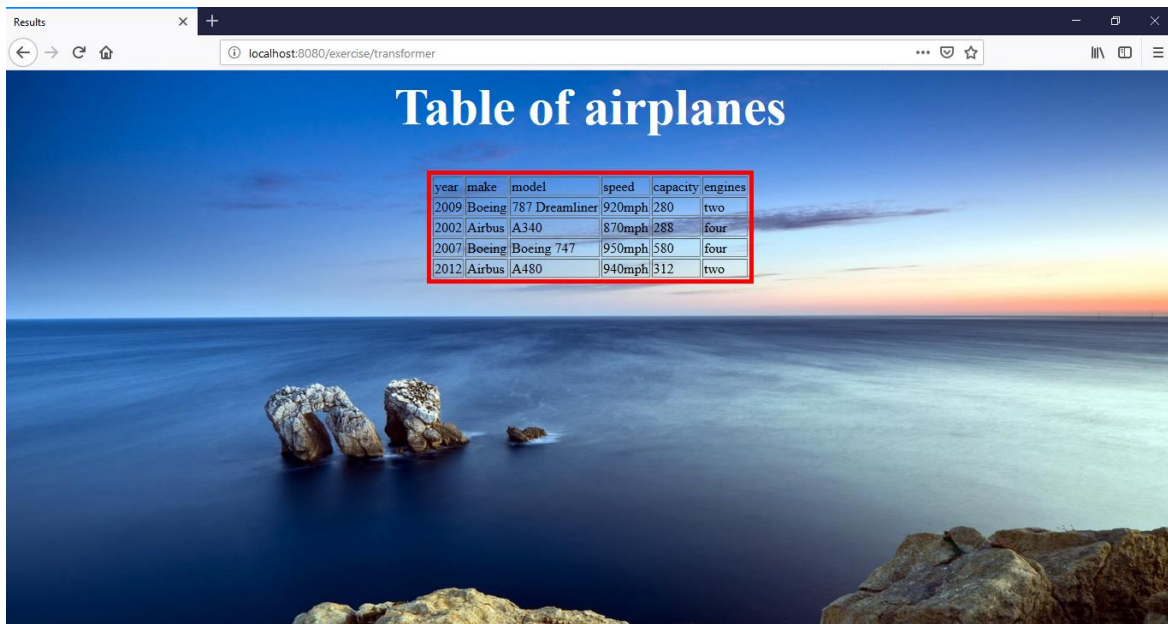 Results
localhost:8080/exercise/transformer
Table of airplanes
year make model speed capacity engines
2009 Boeing 787 Dreamliner 920mph 280 two
2002 Airbus A340 870mph 288 four
2007 Boeing Boeing 747 950mph 580 four
2012 Airbus A480 940mph 312 two